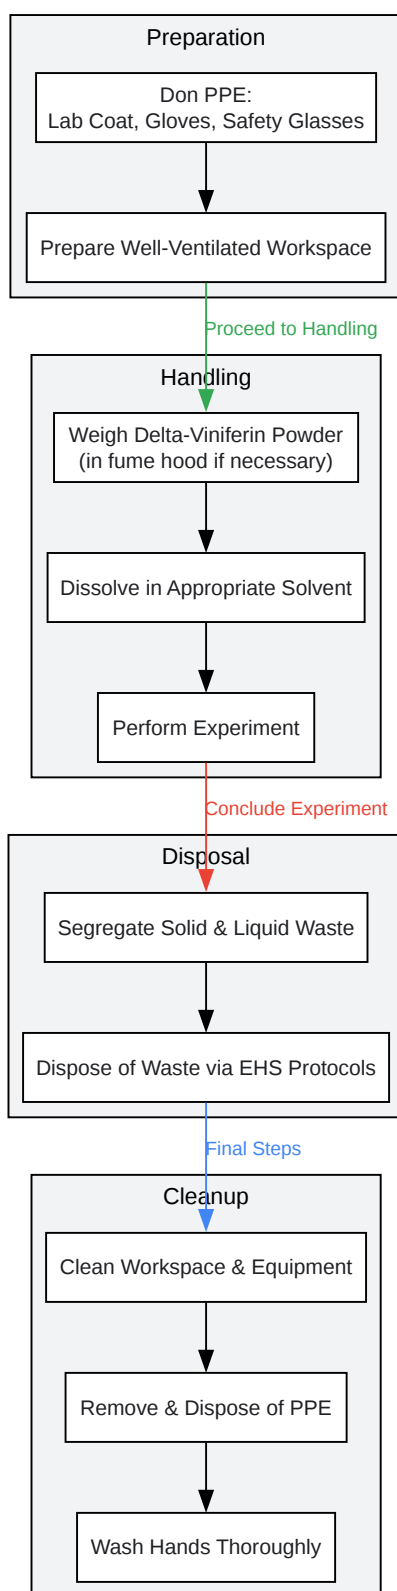 Preparation
Don PPE:
Lab Coat, Gloves, Safety Glasses
Prepare Well-Ventilated Workspace
Proceed to Handling
Handling
Weigh Delta-Viniferin Powder
(in fume hood if necessary)
Dissolve in Appropriate Solvent
Perform Experiment
Conclude Experiment
Disposal
Segregate Solid & Liquid Waste
Dispose of Waste via EHS Protocols
Final Steps
Cleanup
Clean Workspace & Equipment
Remove & Dispose of PPE
Wash Hands Thoroughly